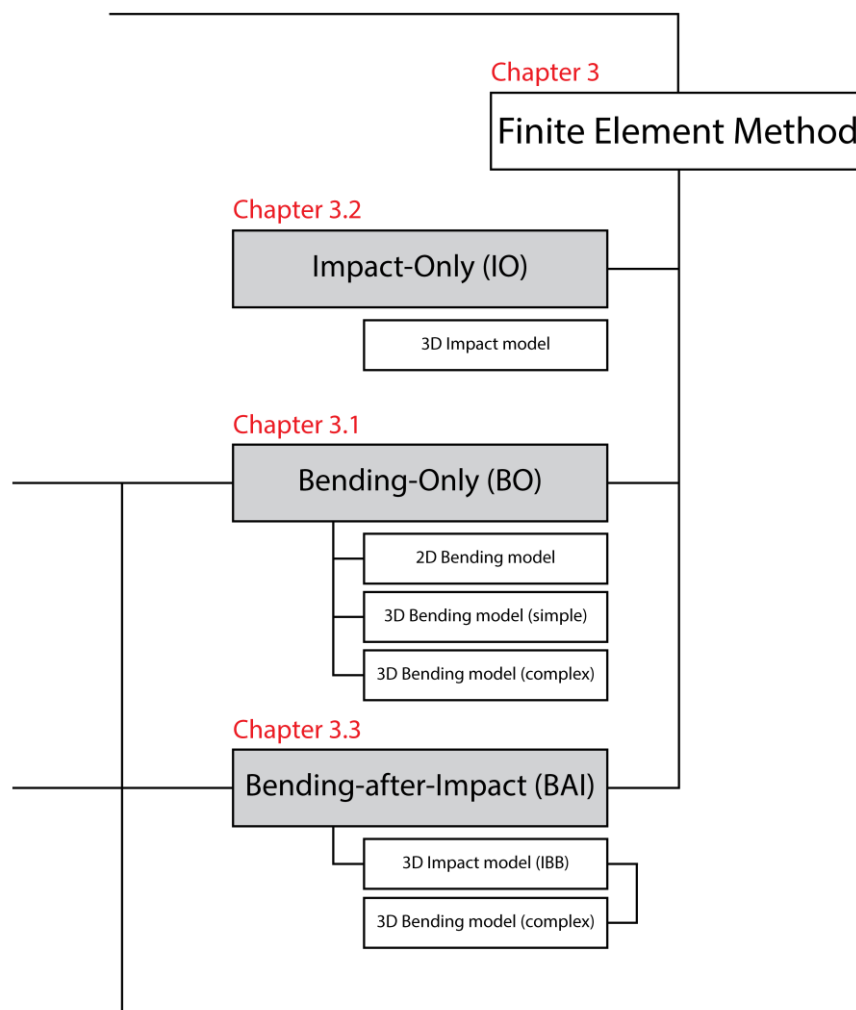 Chapter 3
Finite Element Method
Chapter 3.2
Impact-Only (IO)
3D Impact model
Chapter 3.1
Bending-Only (BO)
2D Bending model
3D Bending model (simple)
3D Bending model (complex)
Chapter 3.3
Bending-after-Impact (BAI)
3D Impact model (IBB)
3D Bending model (complex)